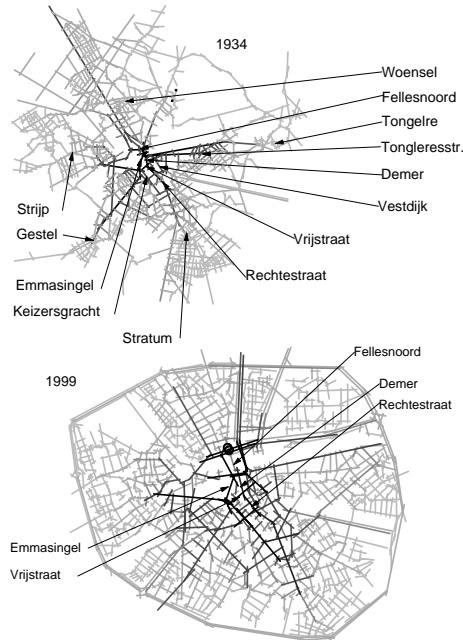 1934
Woensel
Fellesnoord
Tongelre
Tongleresstr.
Demer
Vestdijk
Vrijstraat
Rechtestraat
Strijp
Gestel
Emmasingel
Keizersgracht
Stratum
1999
Fellesnoord
Demer
Rechtestraat
Emmasingel
Vrijstraat